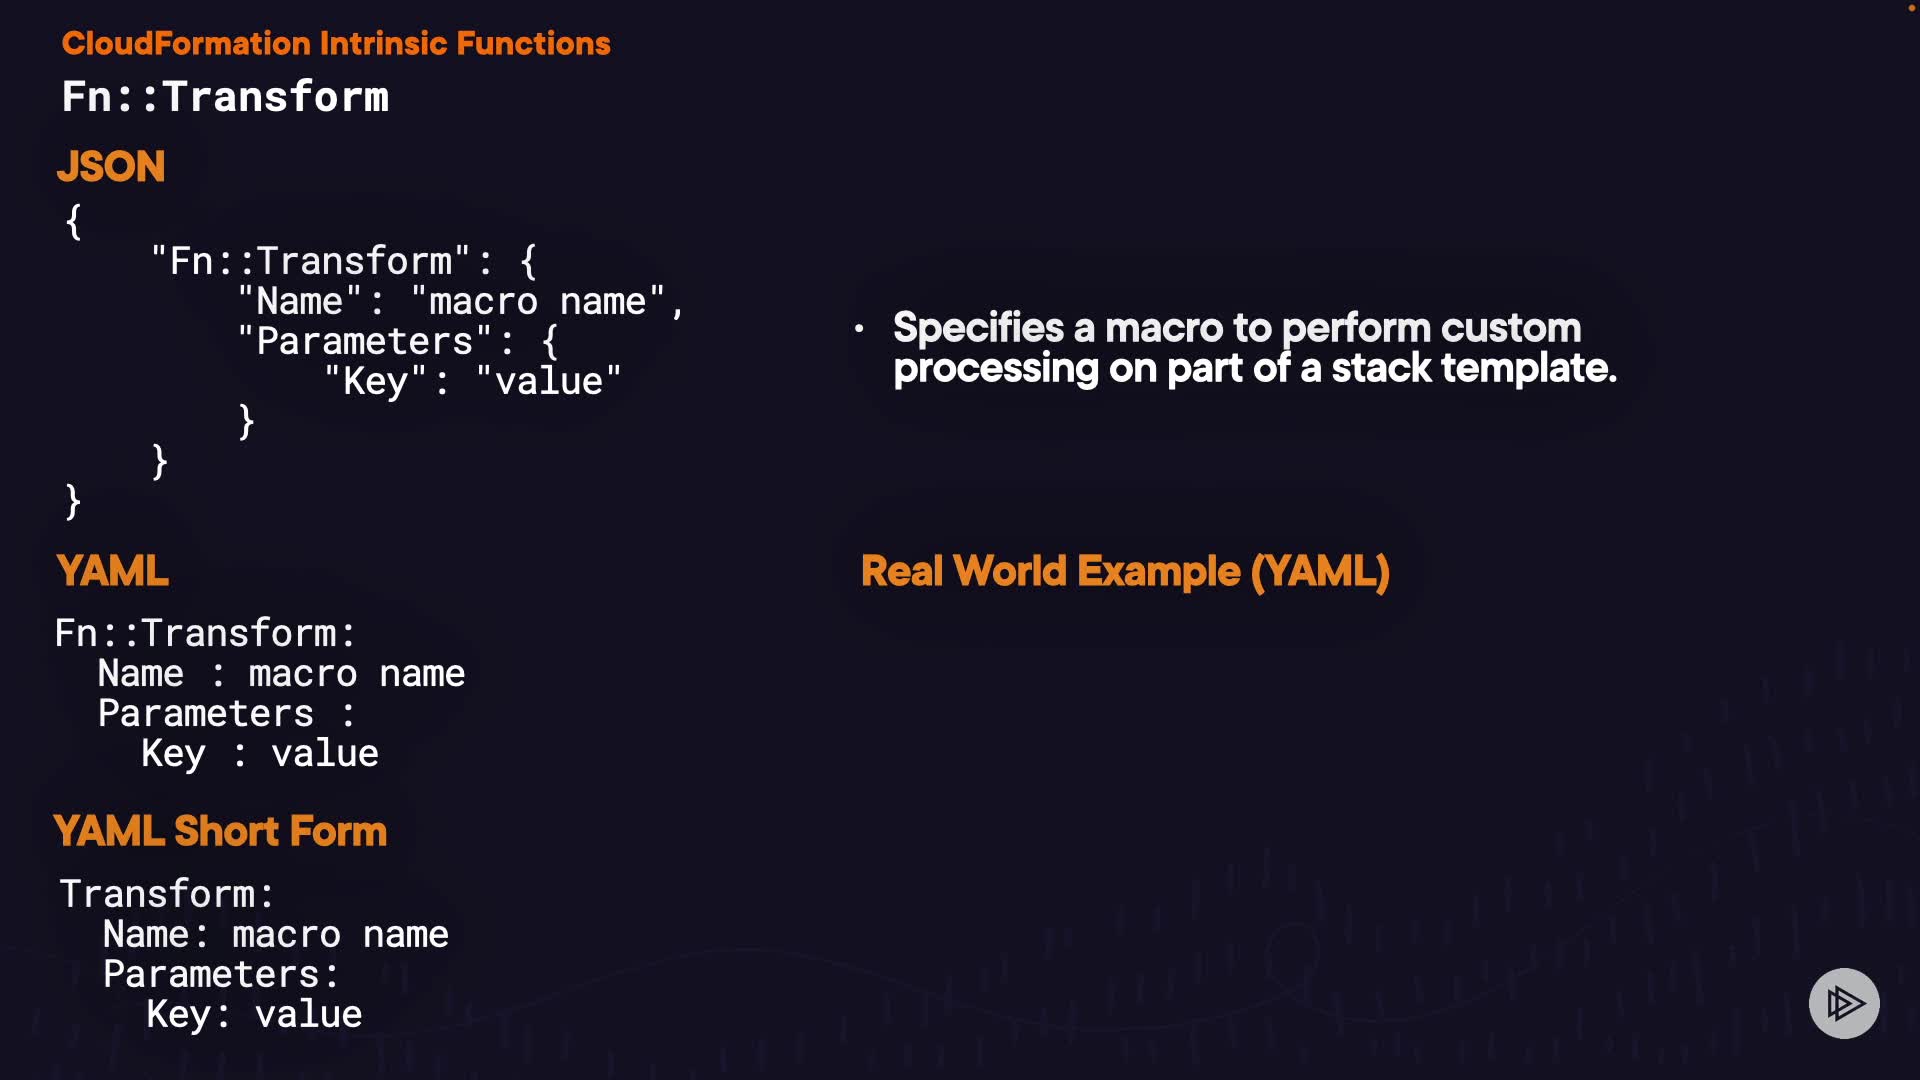 CloudFormation Intrinsic Functions
Fn::Transform
JSON
{
"Fn::Transform": {
"Name": "macro name",
"Parameters": {
"Key": "value"
}
}
}
• Specifies a macro to perform custom
processing on part of a stack template.
YAML
Fn::Transform:
Name : macro name
Parameters :
Key : value
YAML Short Form
Transform:
Name: macro name
Parameters:
Key: value
Real World Example (YAML)